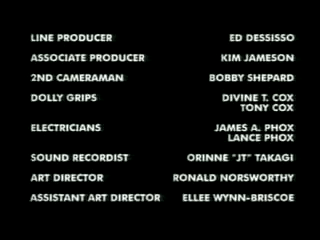 LINE PRODUCER ED DESSISSO
ASSOCIATE PRODUCER KIM JAMESON
2ND CAMERAMAN BOBBY SHEPARD
DOLLY GRIPS DIVINE T. COX
TONY COX
ELECTRICIANS JAMES A. PHOX
LANCE PHOX
SOUND RECORDIST ORINNE "JT" TAKAGI
ART DIRECTOR RONALD NORSWORTHY
ASSISTANT ART DIRECTOR ELLEE WYNN-BRISCOE